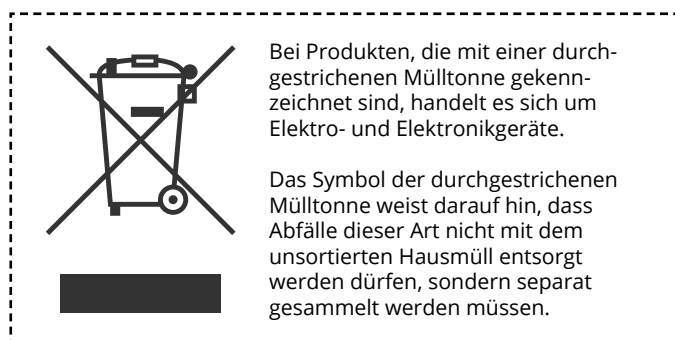 Bei Produkten, die mit einer durch-
gestrichenen Mülltonne gekenn-
zeichnet sind, handelt es sich um
Elektro- und Elektronikgeräte.
Das Symbol der durchgestrichenen
Mülltonne weist darauf hin, dass
Abfälle dieser Art nicht mit dem
unsortierten Hausmüll entsorgt
werden dürfen, sondern separat
gesammelt werden müssen.